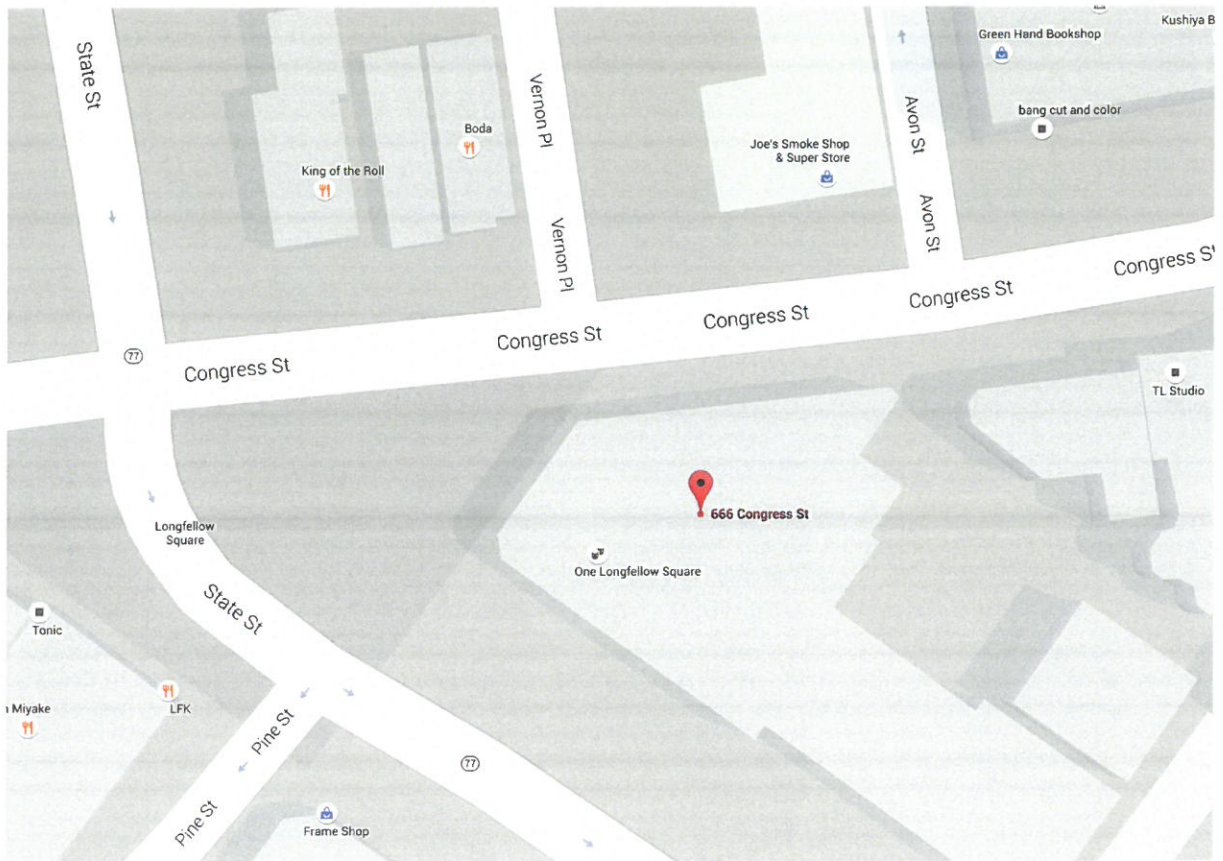 Kushiya B
Green Hand Bookshop
State St
Vernon Pl
Avon St
bang cut and color
Boda
Joe's Smoke Shop
& Super Store
King of the Roll
Vernon Pl
Avon St
Congress St
Congress St
Congress St
Congress St
77
Congress St
TL Studio
666 Congress St
Longfellow
Square
One Longfellow Square
State St
Tonic
n Miyake
LFK
Pine St
77
Pine St
Frame Shop